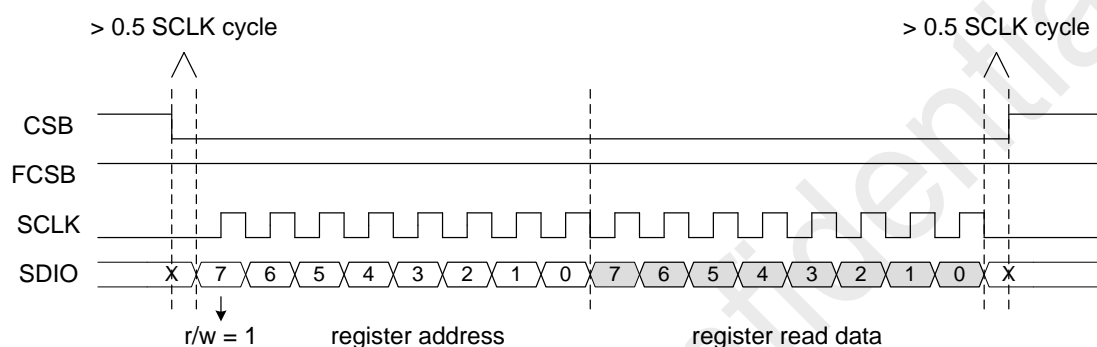 > 0.5 SCLK cycle > 0.5 SCLK cycle
CSB
FCSB
SCLK
SDIO X 7 6 5 4 3 2 1 0 7 6 5 4 3 2 1 0 X
r/w = 1 register address register read data